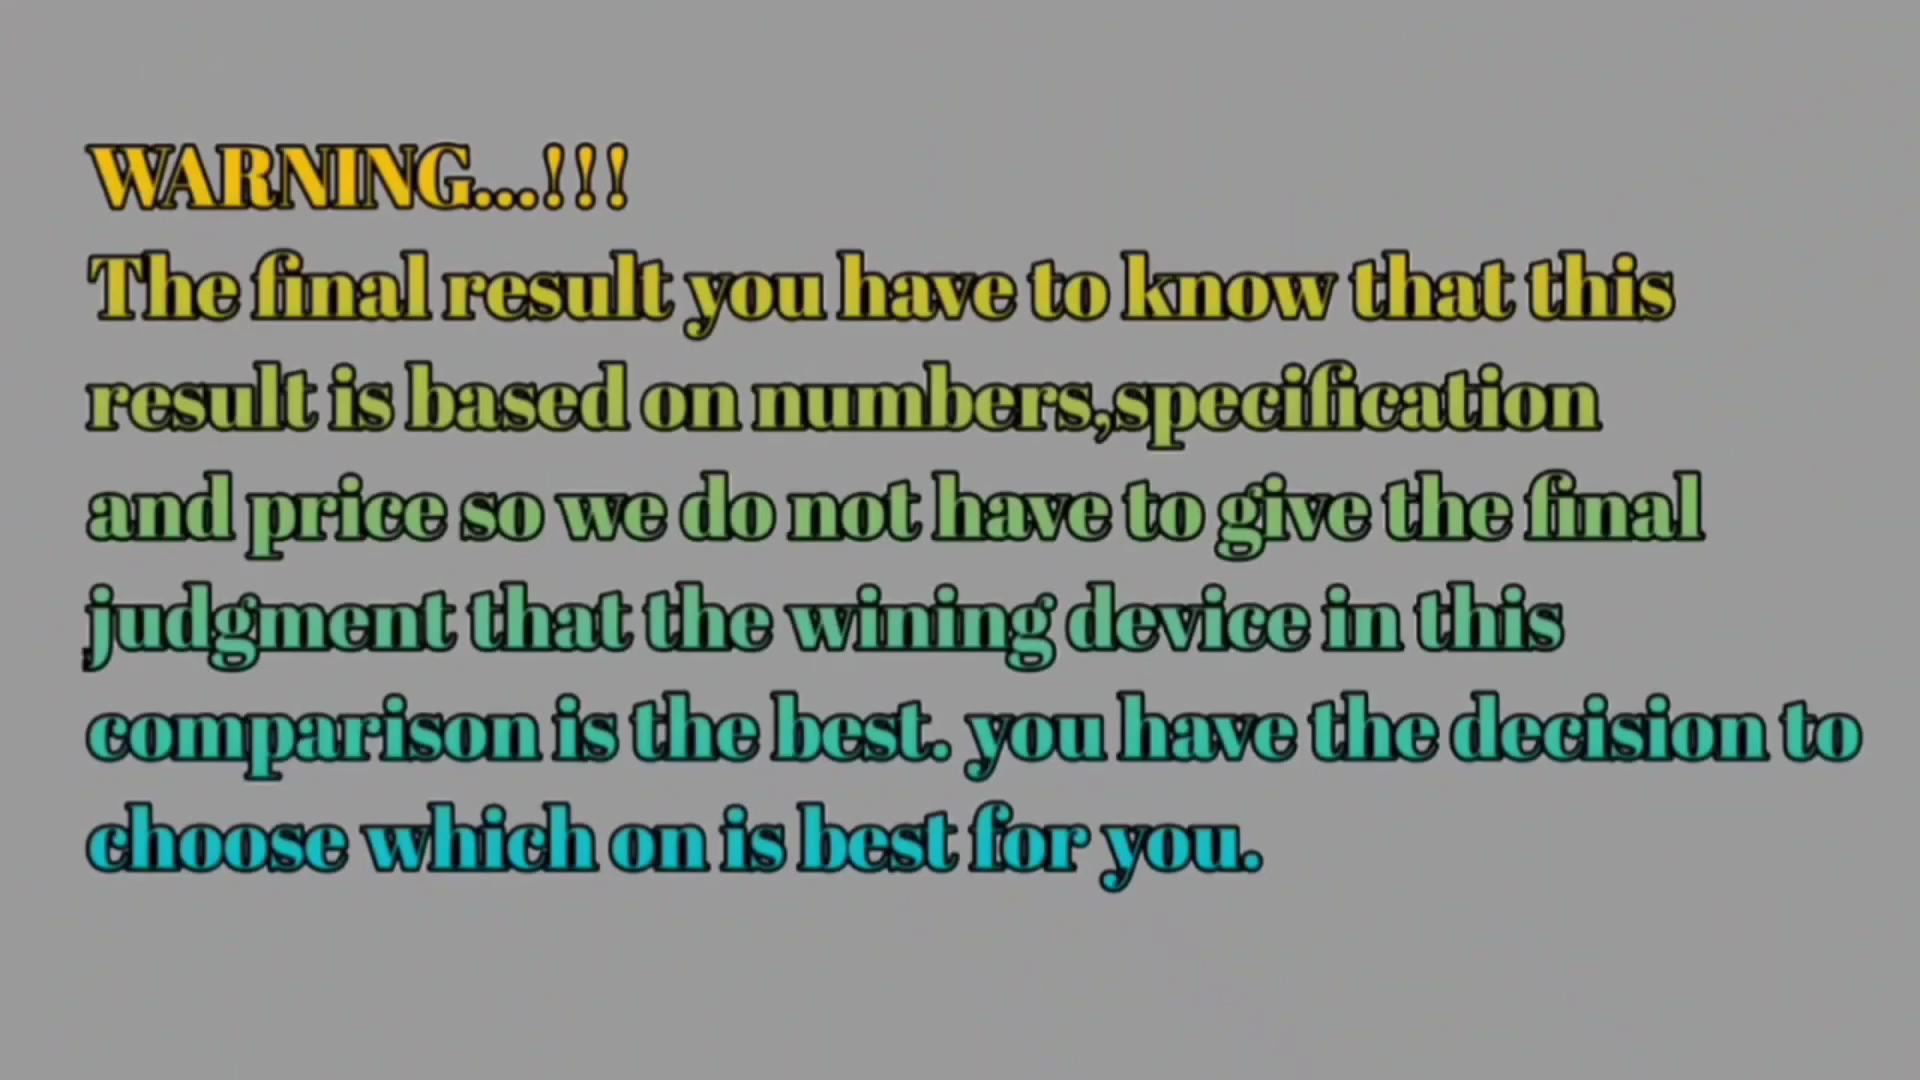 WARNING...!!!
The final result you have to know that this
result is based on numbers,specification
and price so we do not have to give the final
judgment that the wining device in this
comparison is the best. you have the decision to
choose which on is best for you.